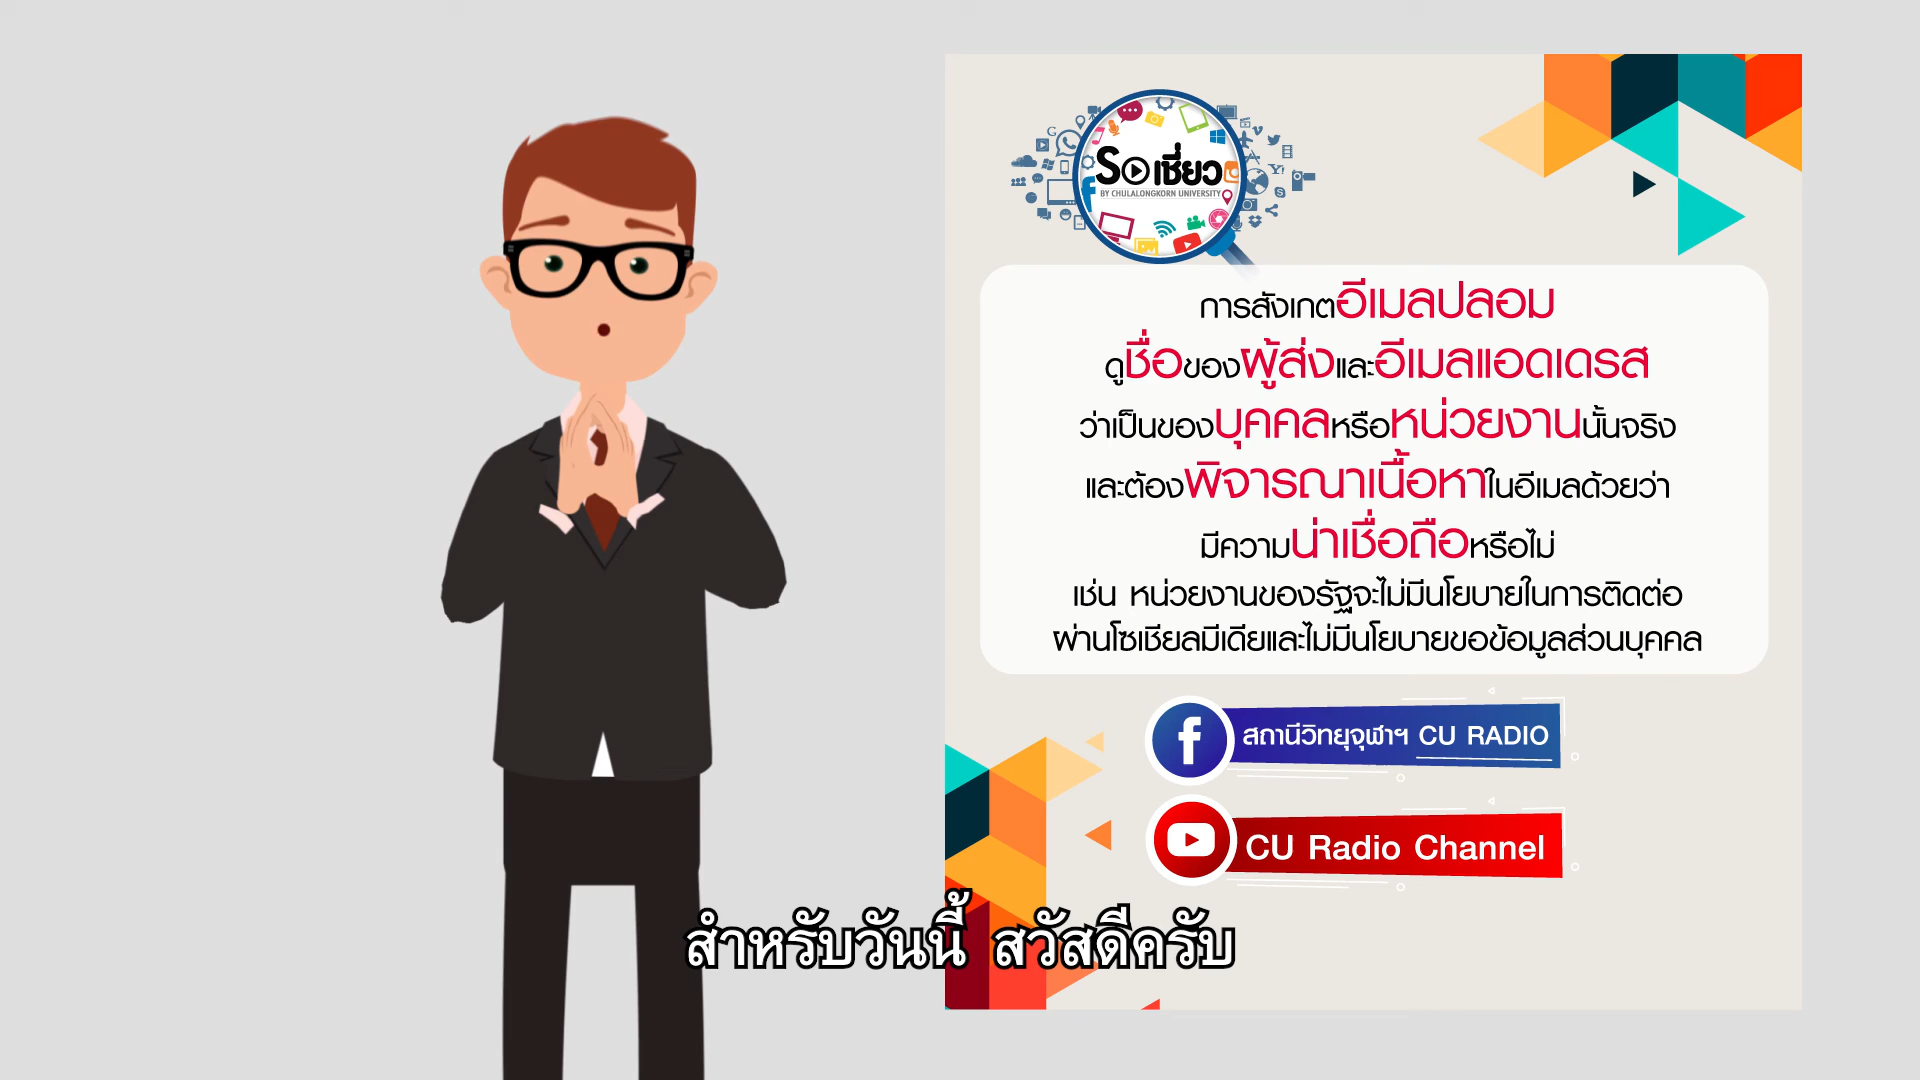 So เชี่ยว
BY CHULALONGKORN UNIVERSITY
การสังเกตอีเมลปลอม
ดูชื่อของผู้ส่งและอีเมลแอดเดรส
ว่าเป็นของบุคคลหรือหน่วยงานนั้นจริง
และต้องพิจารณาเนื้อหาในอีเมลด้วยว่า
มีความน่าเชื่อถือหรือไม่
เช่น หน่วยงานของรัฐจะไม่มีนโยบายในการติดต่อ
ผ่านโซเชียลมีเดียและไม่มีนโยบายขอข้อมูลส่วนบุคคล
สถานีวิทยุจุฬาฯ CU RADIO
CU Radio Channel
สำหรับวันนี้ สวัสดีครับ